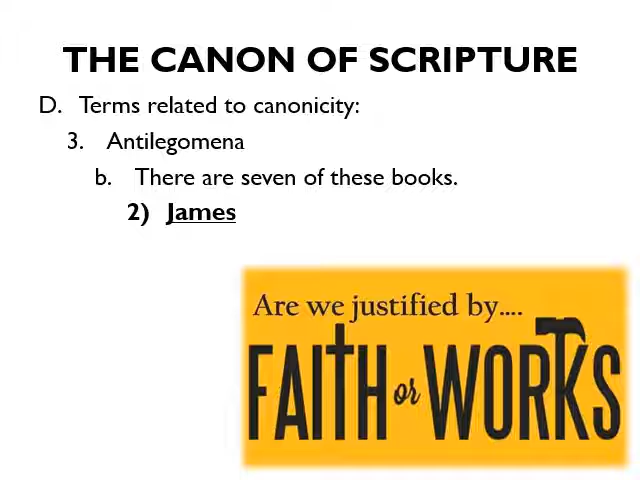 THE CANON OF SCRIPTURE
D. Terms related to canonicity:
3. Antilegomena
b. There are seven of these books.
2) James
Are we justified by....
FAITH or WORKS